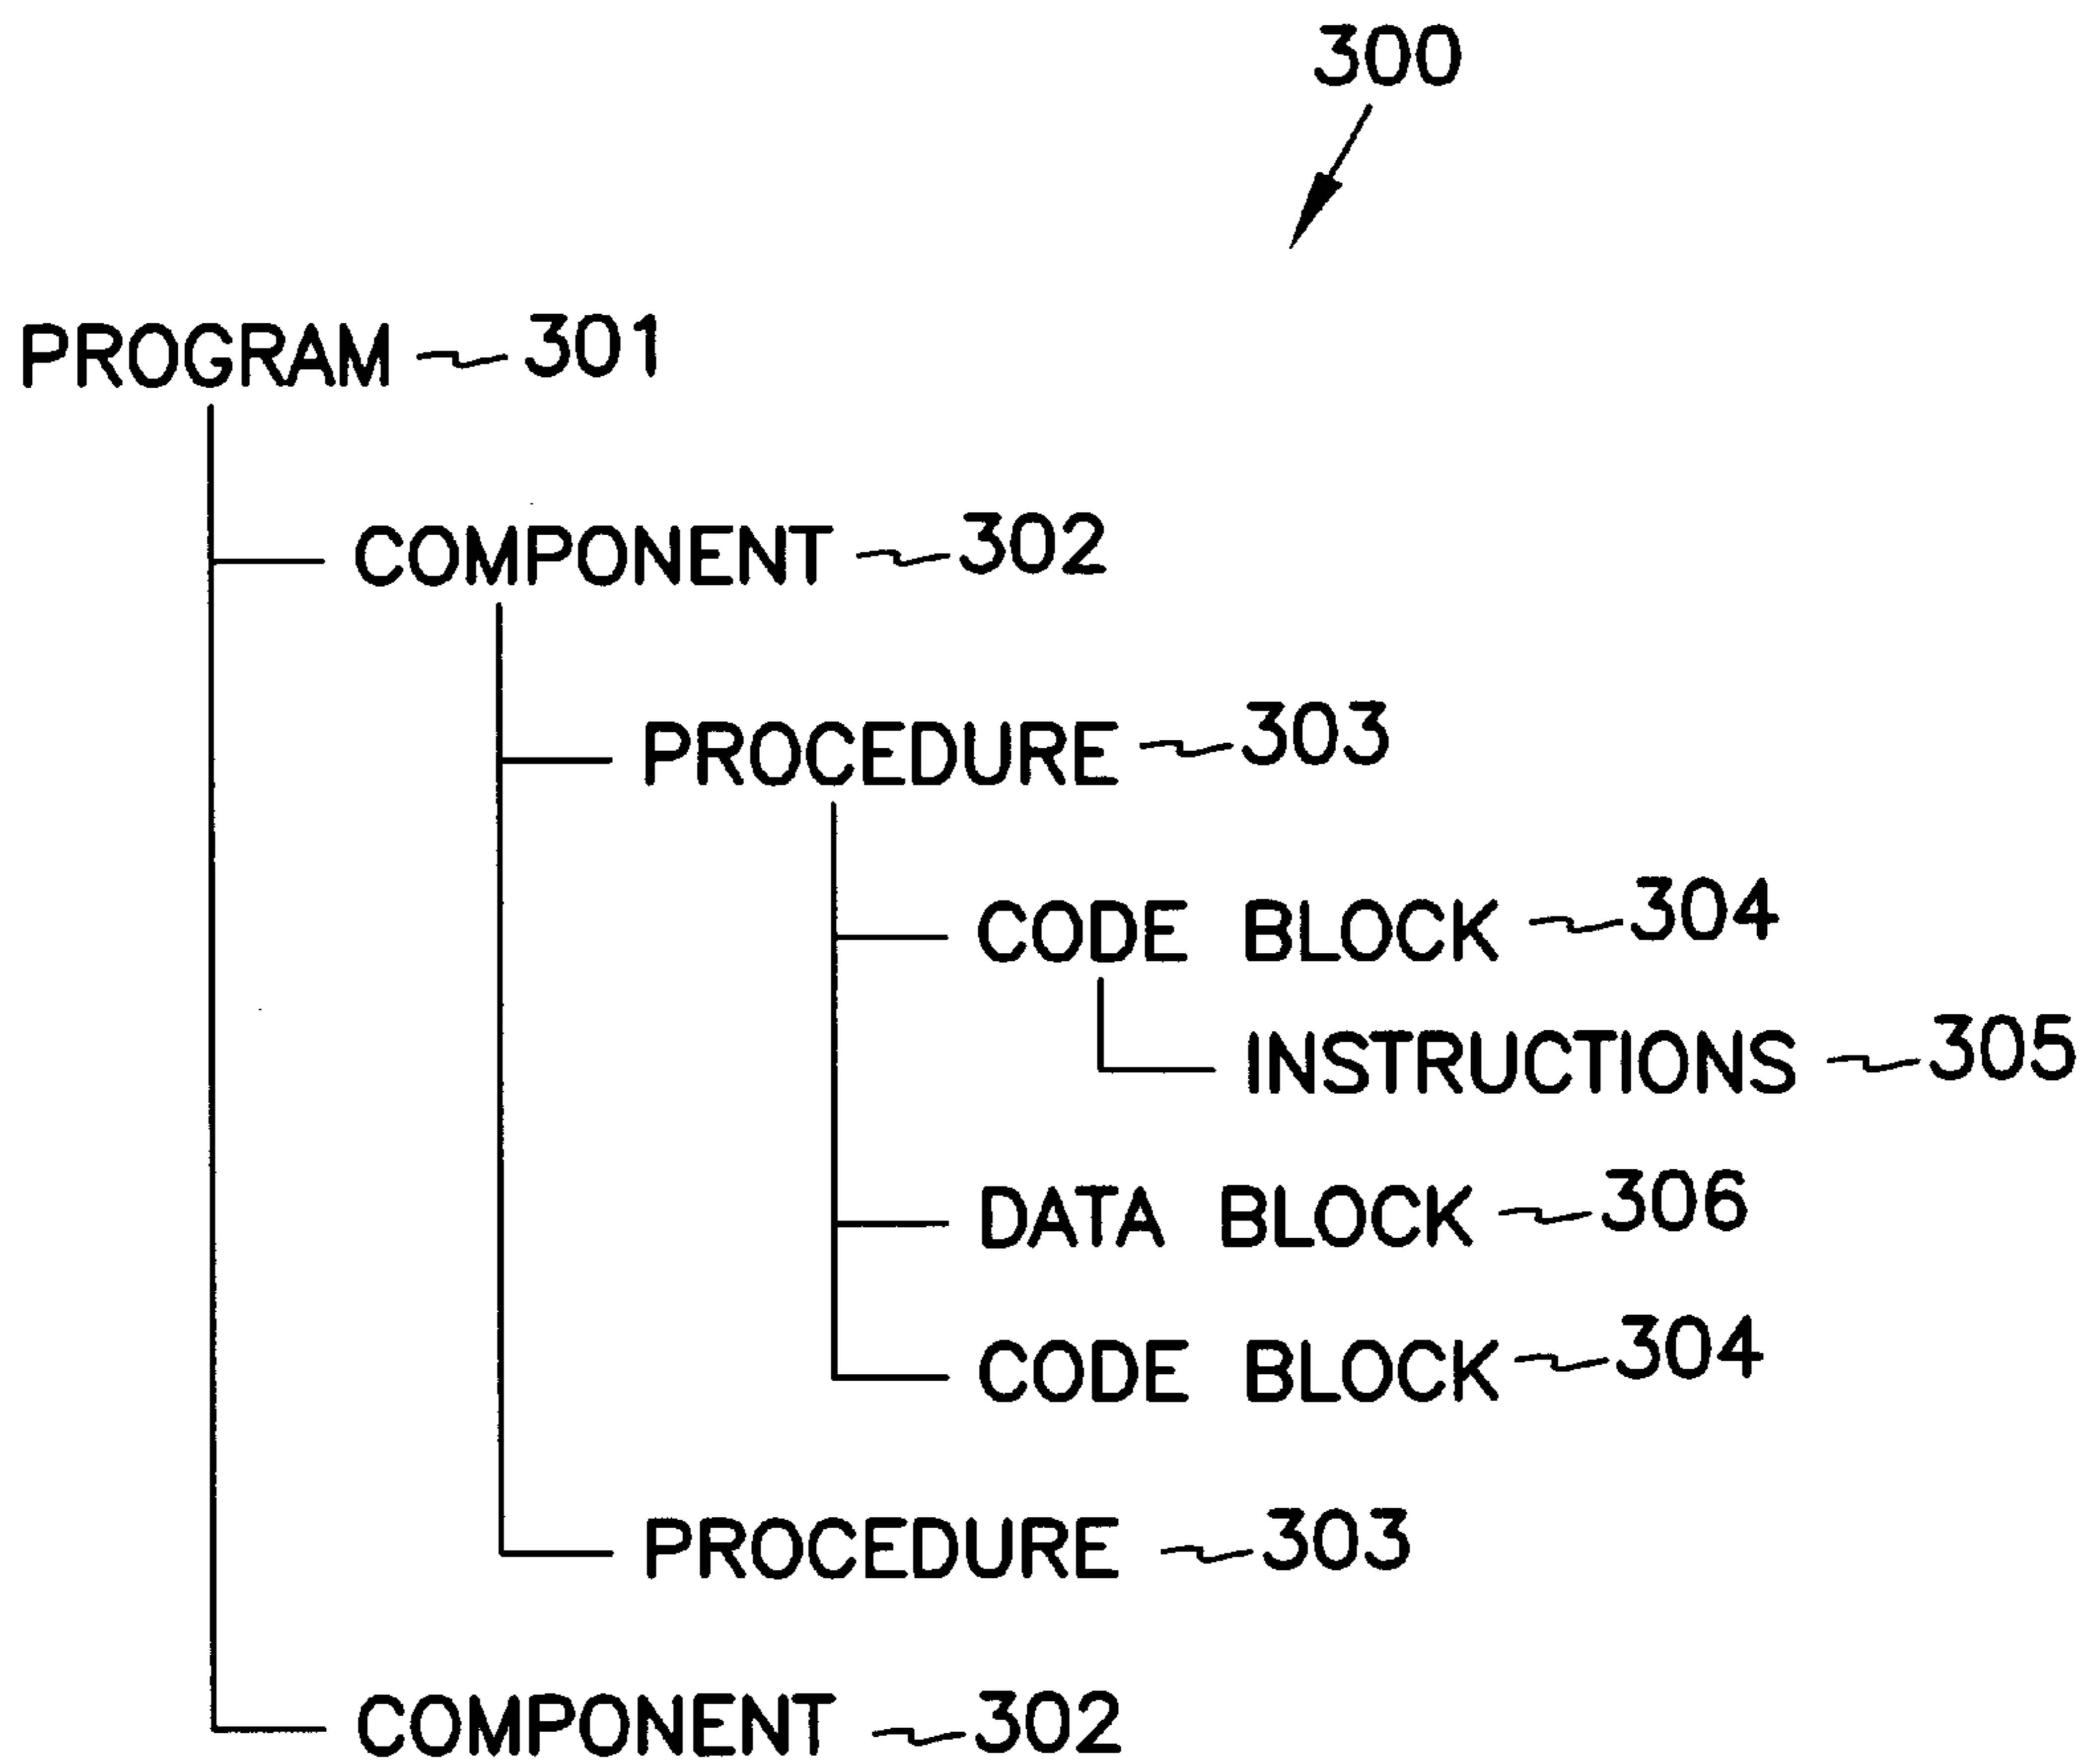 300
PROGRAM 301
COMPONENT 302
PROCEDURE 303
CODE BLOCK 304
INSTRUCTIONS 305
DATA BLOCK 306
CODE BLOCK 304
PROCEDURE 303
COMPONENT 302